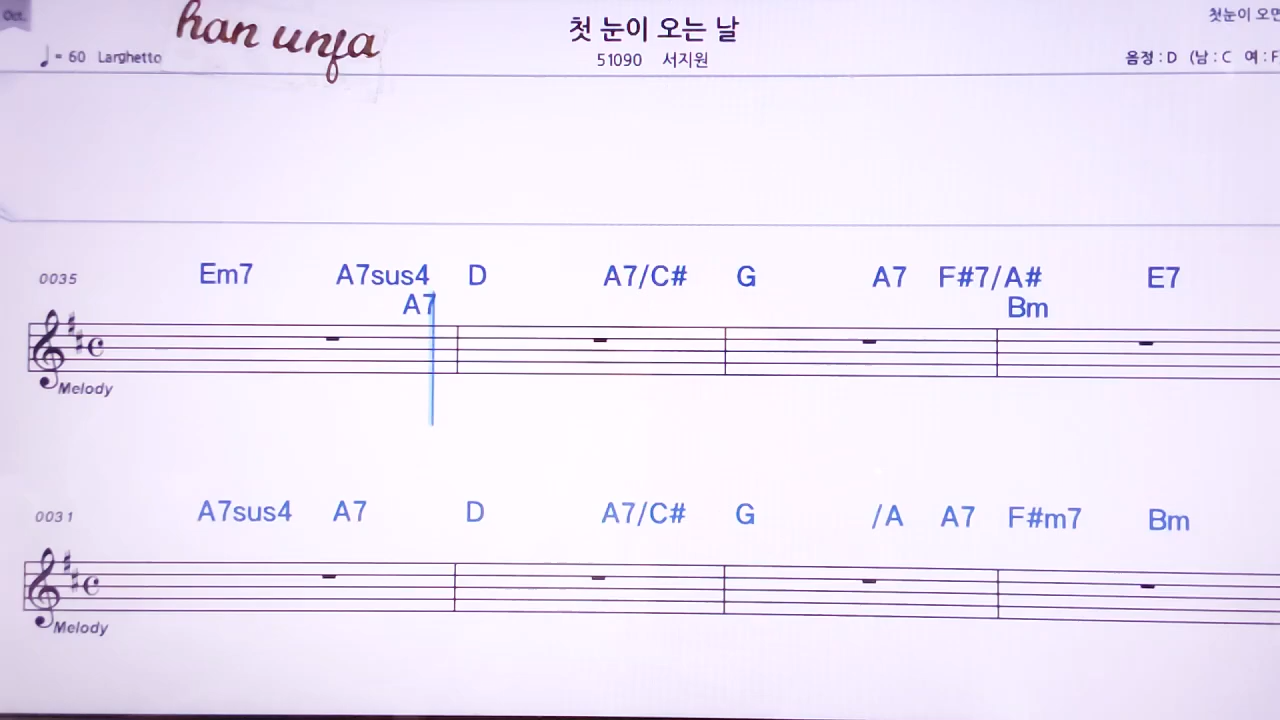 Oct.
han unfa
첫 눈이 오는 날
첫눈이 오면
♩ = 60 Larghetto
51090 서지원
음정 : D (남 : C 여 : F
0035
Em7 A7sus4 D A7/C# G A7 F#7/A# E7
A7 Bm
Melody
0031
A7sus4 A7 D A7/C# G /A A7 F#m7 Bm
Melody